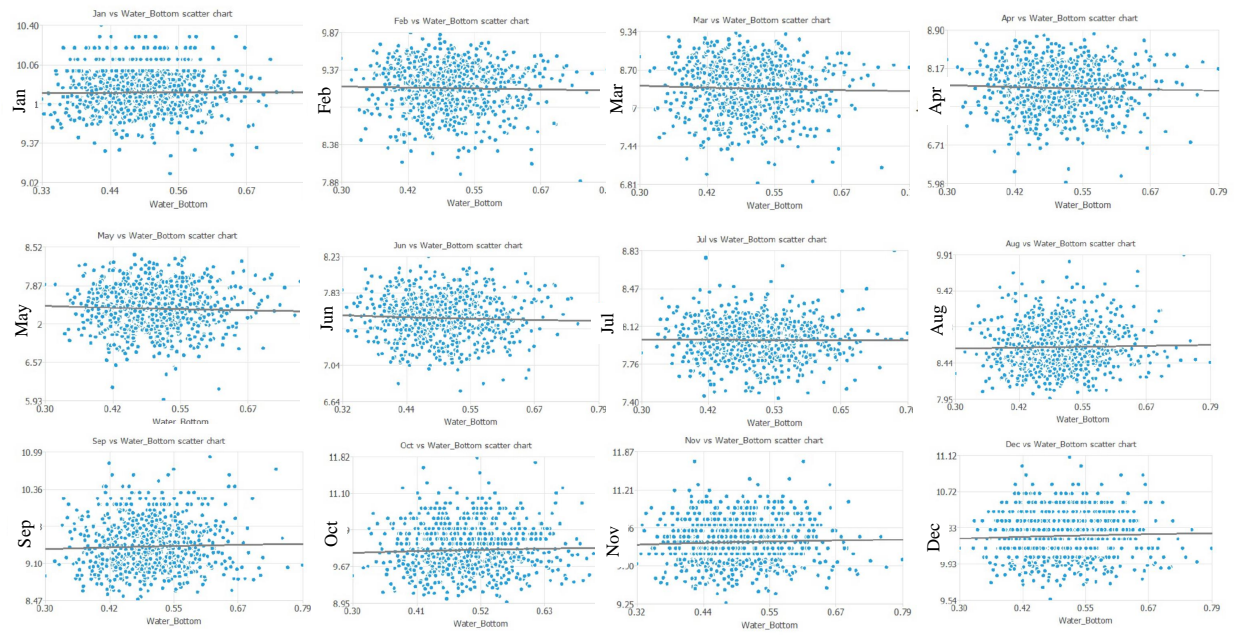 Jan vs Water_Bottom scatter chart
10.40
10.06
1
9.37
9.02
Jan
0.33 0.44 0.56 0.67
Water_Bottom
Feb vs Water_Bottom scatter chart
9.87
9.37
8.38
7.88
Feb
0.30 0.42 0.55 0.67 0.
Water_Bottom
Mar vs Water_Bottom scatter chart
9.34
8.70
7
7.44
6.81
Mar
0.30 0.42 0.55 0.67
Water_Bottom
Apr vs Water_Bottom scatter chart
8.90
8.17
6.71
5.98
Apr
0.30 0.42 0.55 0.67 0.79
Water_Bottom
May vs Water_Bottom scatter chart
8.52
7.87
2
6.57
5.93
May
0.30 0.42 0.55 0.67
Water_Bottom
Jun vs Water_Bottom scatter chart
8.23
7.83
7.04
6.64
Jun
0.32 0.44 0.55 0.67 0.79
Water_Bottom
Jul vs Water_Bottom scatter chart
8.83
8.47
8.12
7.76
7.40
Jul
0.30 0.42 0.53 0.65
Water_Bottom
Aug vs Water_Bottom scatter chart
9.91
9.42
8.44
7.95
Aug
0.30 0.42 0.55 0.67 0.79
Water_Bottom
Sep vs Water_Bottom scatter chart
10.99
10.36
9.10
8.47
Sep
0.30 0.42 0.55 0.67 0.79
Water_Bottom
Oct vs Water_Bottom scatter chart
11.82
11.10
9.67
8.95
Oct
0.30 0.41 0.52 0.63
Water_Bottom
Nov vs Water_Bottom scatter chart
11.87
11.21
9.25
Nov
0.32 0.44 0.55 0.67 0.79
Water_Bottom
Dec vs Water_Bottom scatter chart
11.12
10.72
33
9.93
9.54
Dec
0.30 0.42 0.55 0.67 0.79
Water_Bottom